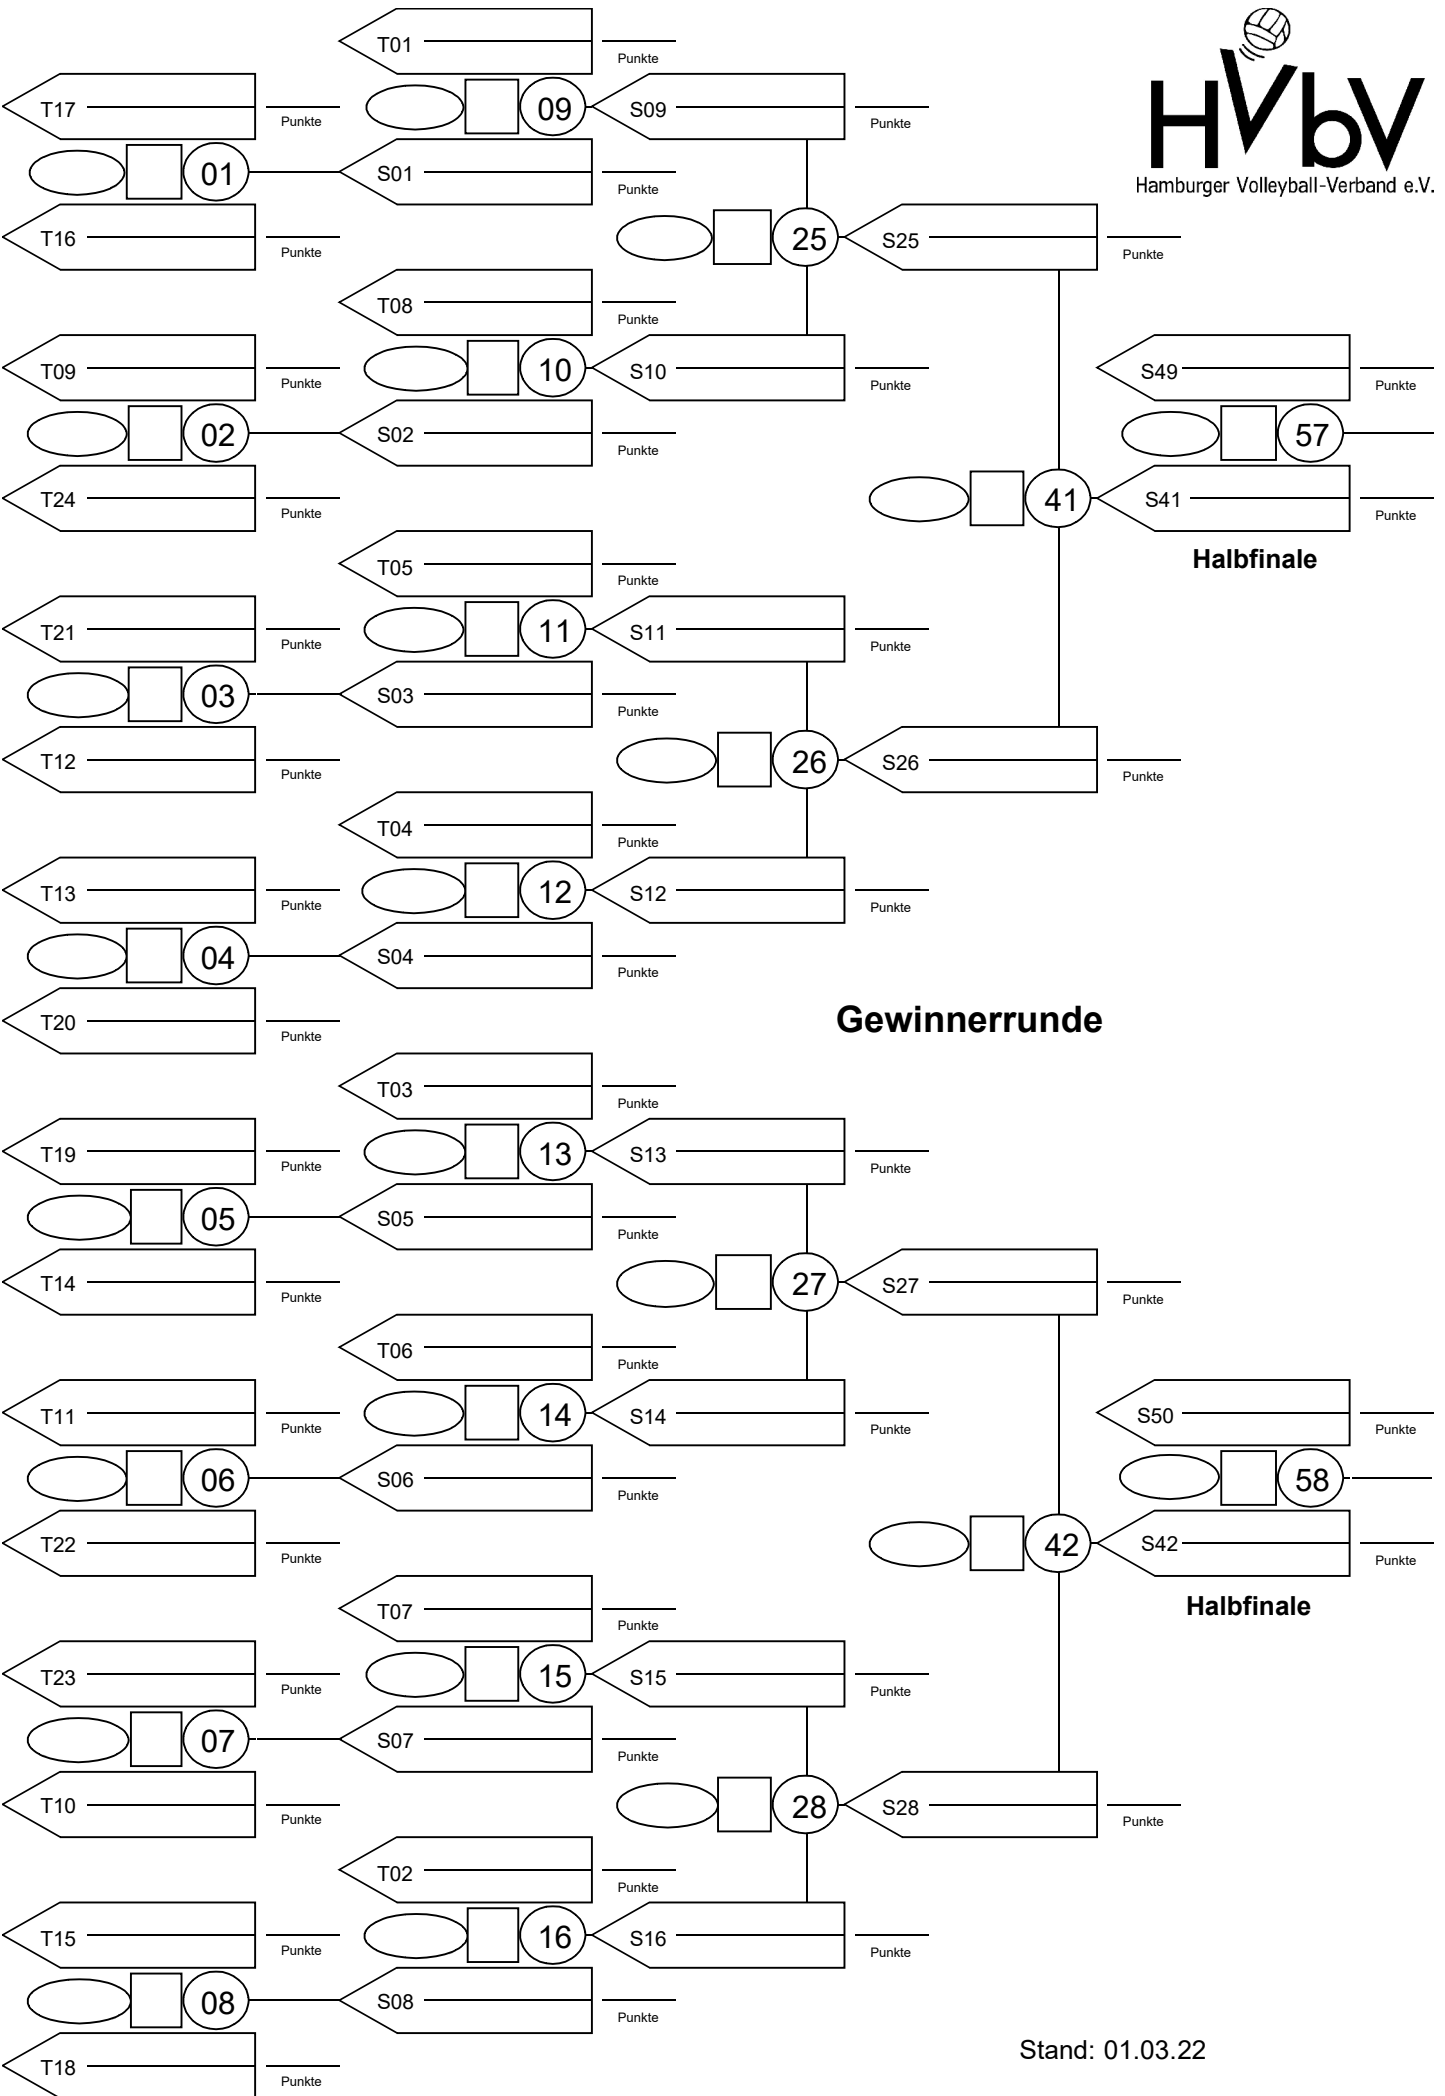 T01
Punkte
HVbV
Hamburger Volleyball-Verband e.V.
T17
Punkte
09
S09
Punkte
01
S01
Punkte
T16
Punkte
25
S25
Punkte
T08
Punkte
T09
Punkte
10
S10
Punkte
S49
Punkte
02
S02
Punkte
57
T24
Punkte
41
S41
Punkte
Halbfinale
T05
Punkte
T21
Punkte
11
S11
Punkte
03
S03
Punkte
T12
Punkte
26
S26
Punkte
T04
Punkte
T13
Punkte
12
S12
Punkte
04
S04
Punkte
T20
Punkte
Gewinnerrunde
T03
Punkte
T19
Punkte
13
S13
Punkte
05
S05
Punkte
T14
Punkte
27
S27
Punkte
T06
Punkte
T11
Punkte
14
S14
Punkte
S50
Punkte
06
S06
Punkte
58
T22
Punkte
42
S42
Punkte
Halbfinale
T07
Punkte
T23
Punkte
15
S15
Punkte
07
S07
Punkte
T10
Punkte
28
S28
Punkte
T02
Punkte
T15
Punkte
16
S16
Punkte
08
S08
Punkte
Stand: 01.03.22
T18
Punkte